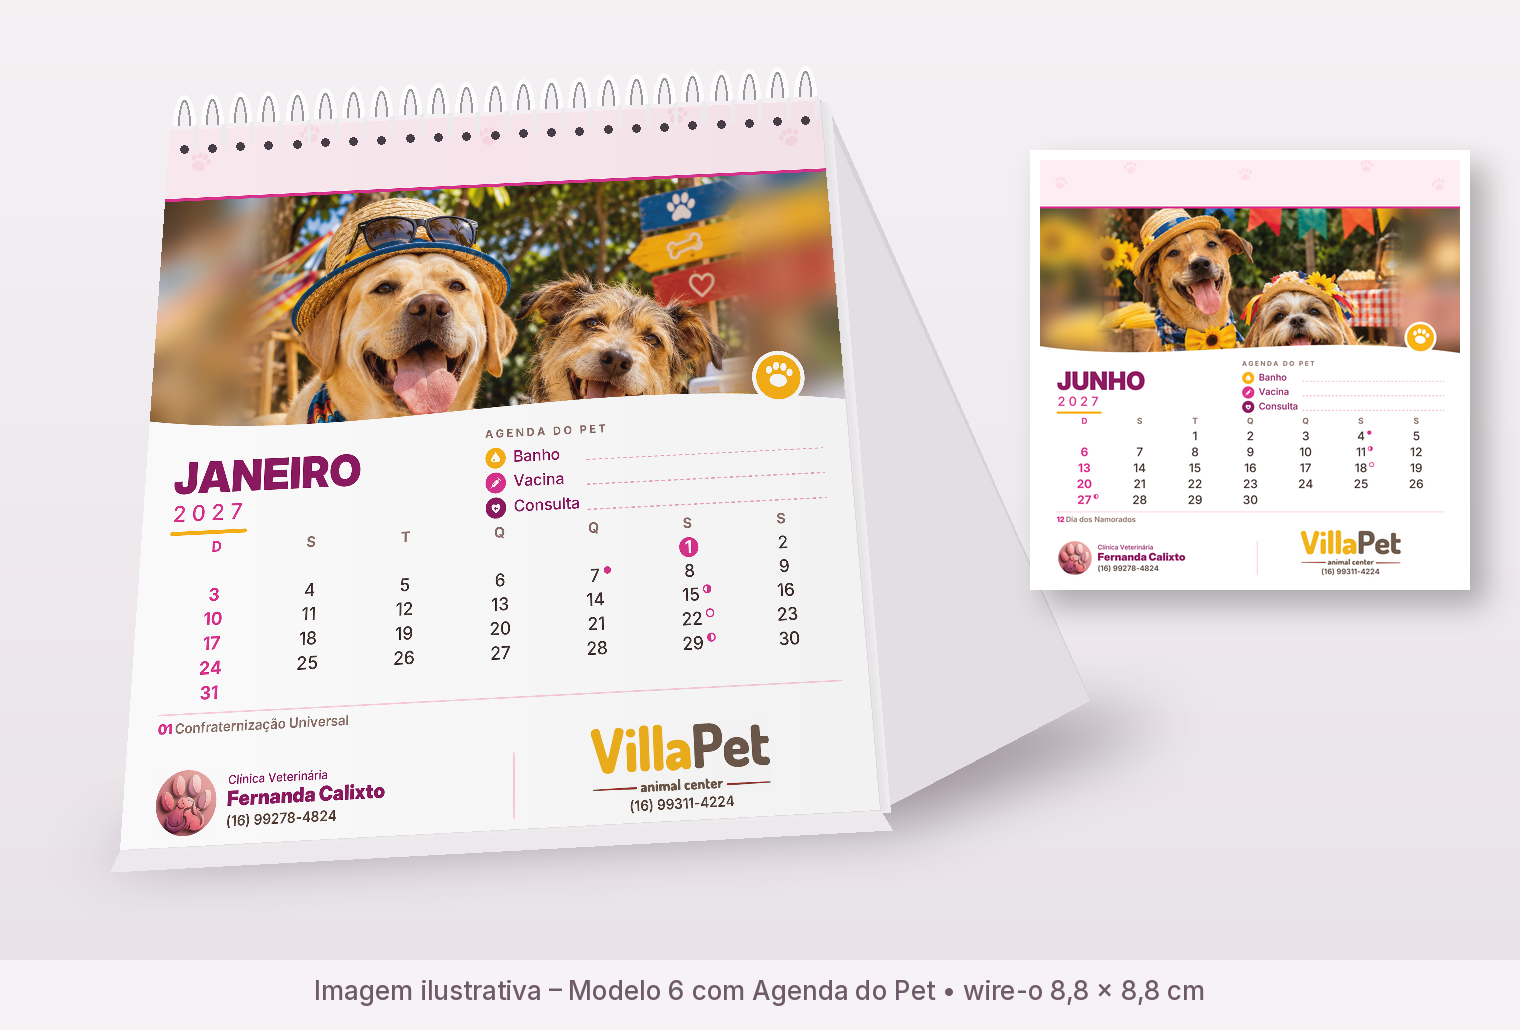 JANEIRO
2027
AGENDA DO PET
Banho
Vacina
Consulta
D S T Q Q S S
1 2
3 4 5 6 7 8 9
10 11 12 13 14 15 16
17 18 19 20 21 22 23
24 25 26 27 28 29 30
31
01 Confraternização Universal
Clínica Veterinária
Fernanda Calixto
(16) 99278-4824
VillaPet
animal center
(16) 99311-4224
JUNHO
2027
AGENDA DO PET
Banho
Vacina
Consulta
D S T Q Q S S
1 2 3 4 5
6 7 8 9 10 11 12
13 14 15 16 17 18 19
20 21 22 23 24 25 26
27 28 29 30
12 Dia dos Namorados
Clínica Veterinária
Fernanda Calixto
(16) 99278-4824
VillaPet
animal center
(16) 99311-4224
Imagem ilustrativa – Modelo 6 com Agenda do Pet • wire-o 8,8 × 8,8 cm